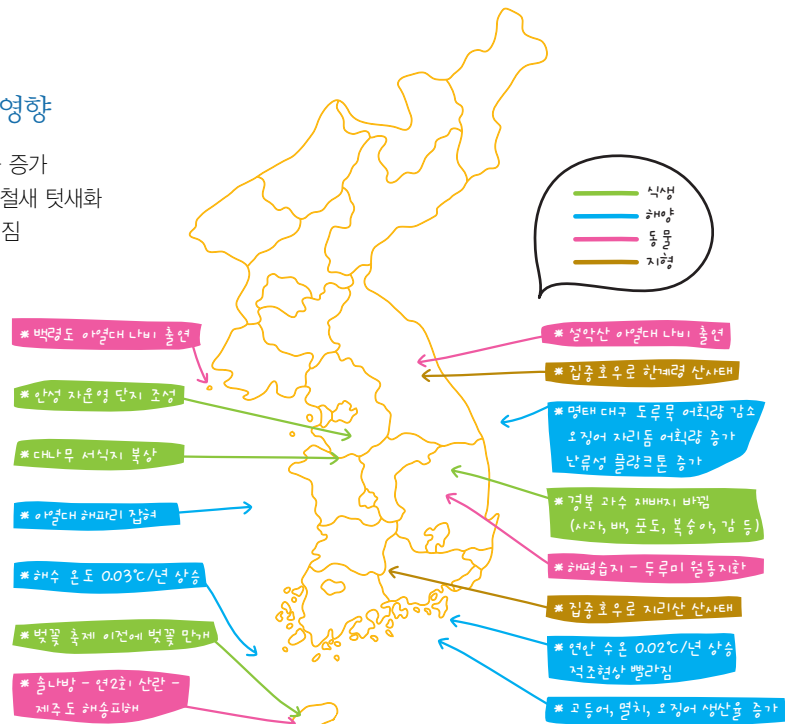 영향
증가
철새 텃새화
짐
식생
해양
동물
지형
* 백령도 아열대 나비 출연
* 안성 자운영 단지 조성
* 대나무 서식지 북상
* 아열대 해파리 잡혀
* 해수 온도 0.03℃/년 상승
* 벚꽃 축제 이전에 벚꽃 만개
* 솔나방 - 연2회 산란 -
제주도 해송피해
* 설악산 아열대 나비 출연
* 집중호우로 한계령 산사태
* 명태 대구 도루묵 어획량 감소
오징어 자리돔 어획량 증가
난류성 플랑크톤 증가
* 경북 과수 재배지 바뀜
(사과, 배, 포도, 복숭아, 감 등)
* 해평습지 - 두루미 월동지화
* 집중호우로 지리산 산사태
* 연안 수온 0.02℃/년 상승
적조현상 빨라짐
* 고등어, 멸치, 오징어 생산율 증가